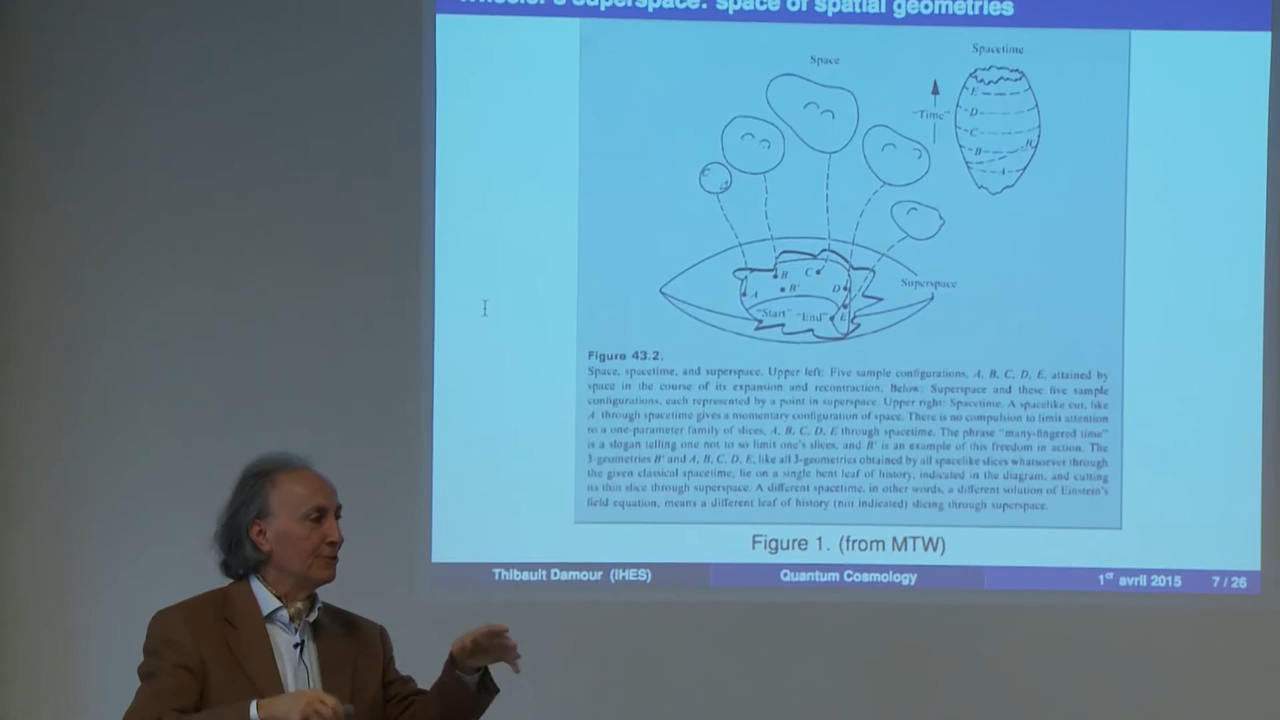 Wheeler's superspace: space of spatial geometries
Space
Spacetime
"Time"
E
D
C
B
B'
A
Superspace
B
C
A
B'
D
"Start" "End"
E
Figure 43.2.
Space, spacetime, and superspace. Upper left: Five sample configurations, A, B, C, D, E, attained by
space in the course of its expansion and recontraction. Below: Superspace and these five sample
configurations, each represented by a point in superspace. Upper right: Spacetime. A spacelike cut, like
A through spacetime gives a momentary configuration of space. There is no compulsion to limit attention
to a one-parameter family of slices, A, B, C, D, E through spacetime. The phrase "many-fingered time"
is a slogan telling one not to so limit one's slices, and B' is an example of this freedom in action. The
3-geometries B' and A, B, C, D, E, like all 3-geometries obtained by all spacelike slices whatsoever through
the given classical spacetime, lie on a single bent leaf of history, indicated in the diagram, and cutting
its thin slice through superspace. A different spacetime, in other words, a different solution of Einstein's
field equation, means a different leaf of history (not indicated) slicing through superspace.
Figure 1. (from MTW)
Thibault Damour (IHES) Quantum Cosmology 1er avril 2015 7 / 26